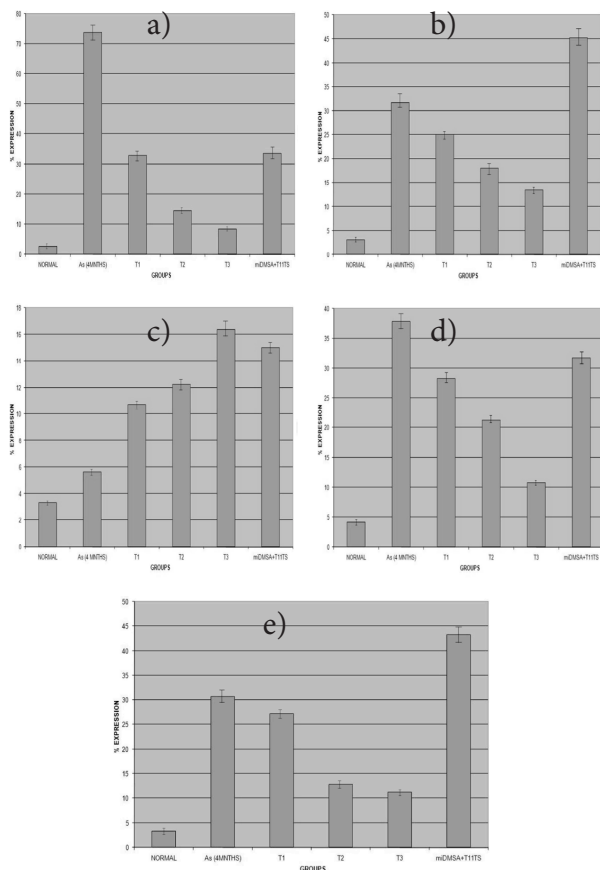 a)
80
70
60
50
40
30
20
10
0
% EXPRESSION
NORMAL As (4MNTHS) T1 T2 T3 miDMSA+T11TS
GROUPS
b)
50
45
40
35
30
25
20
15
10
5
0
% EXPRESSION
NORMAL As (4MNTHS) T1 T2 T3 miDMSA+T11TS
GROUPS
c)
18
16
14
12
10
8
6
4
2
0
% EXPRESSION
NORMAL As (4 MNTHS) T1 T2 T3 miDMSA+T11TS
GROUPS
d)
40
35
30
25
20
15
10
5
0
% EXPRESSION
NORMAL As (4 MNTHS) T1 T2 T3 miDMSA+T11TS
GROUPS
e)
50
45
40
35
30
25
20
15
10
5
0
% EXPRESSION
NORMAL As (4MNTHS) T1 T2 T3 miDMSA+T11TS
GROUPS